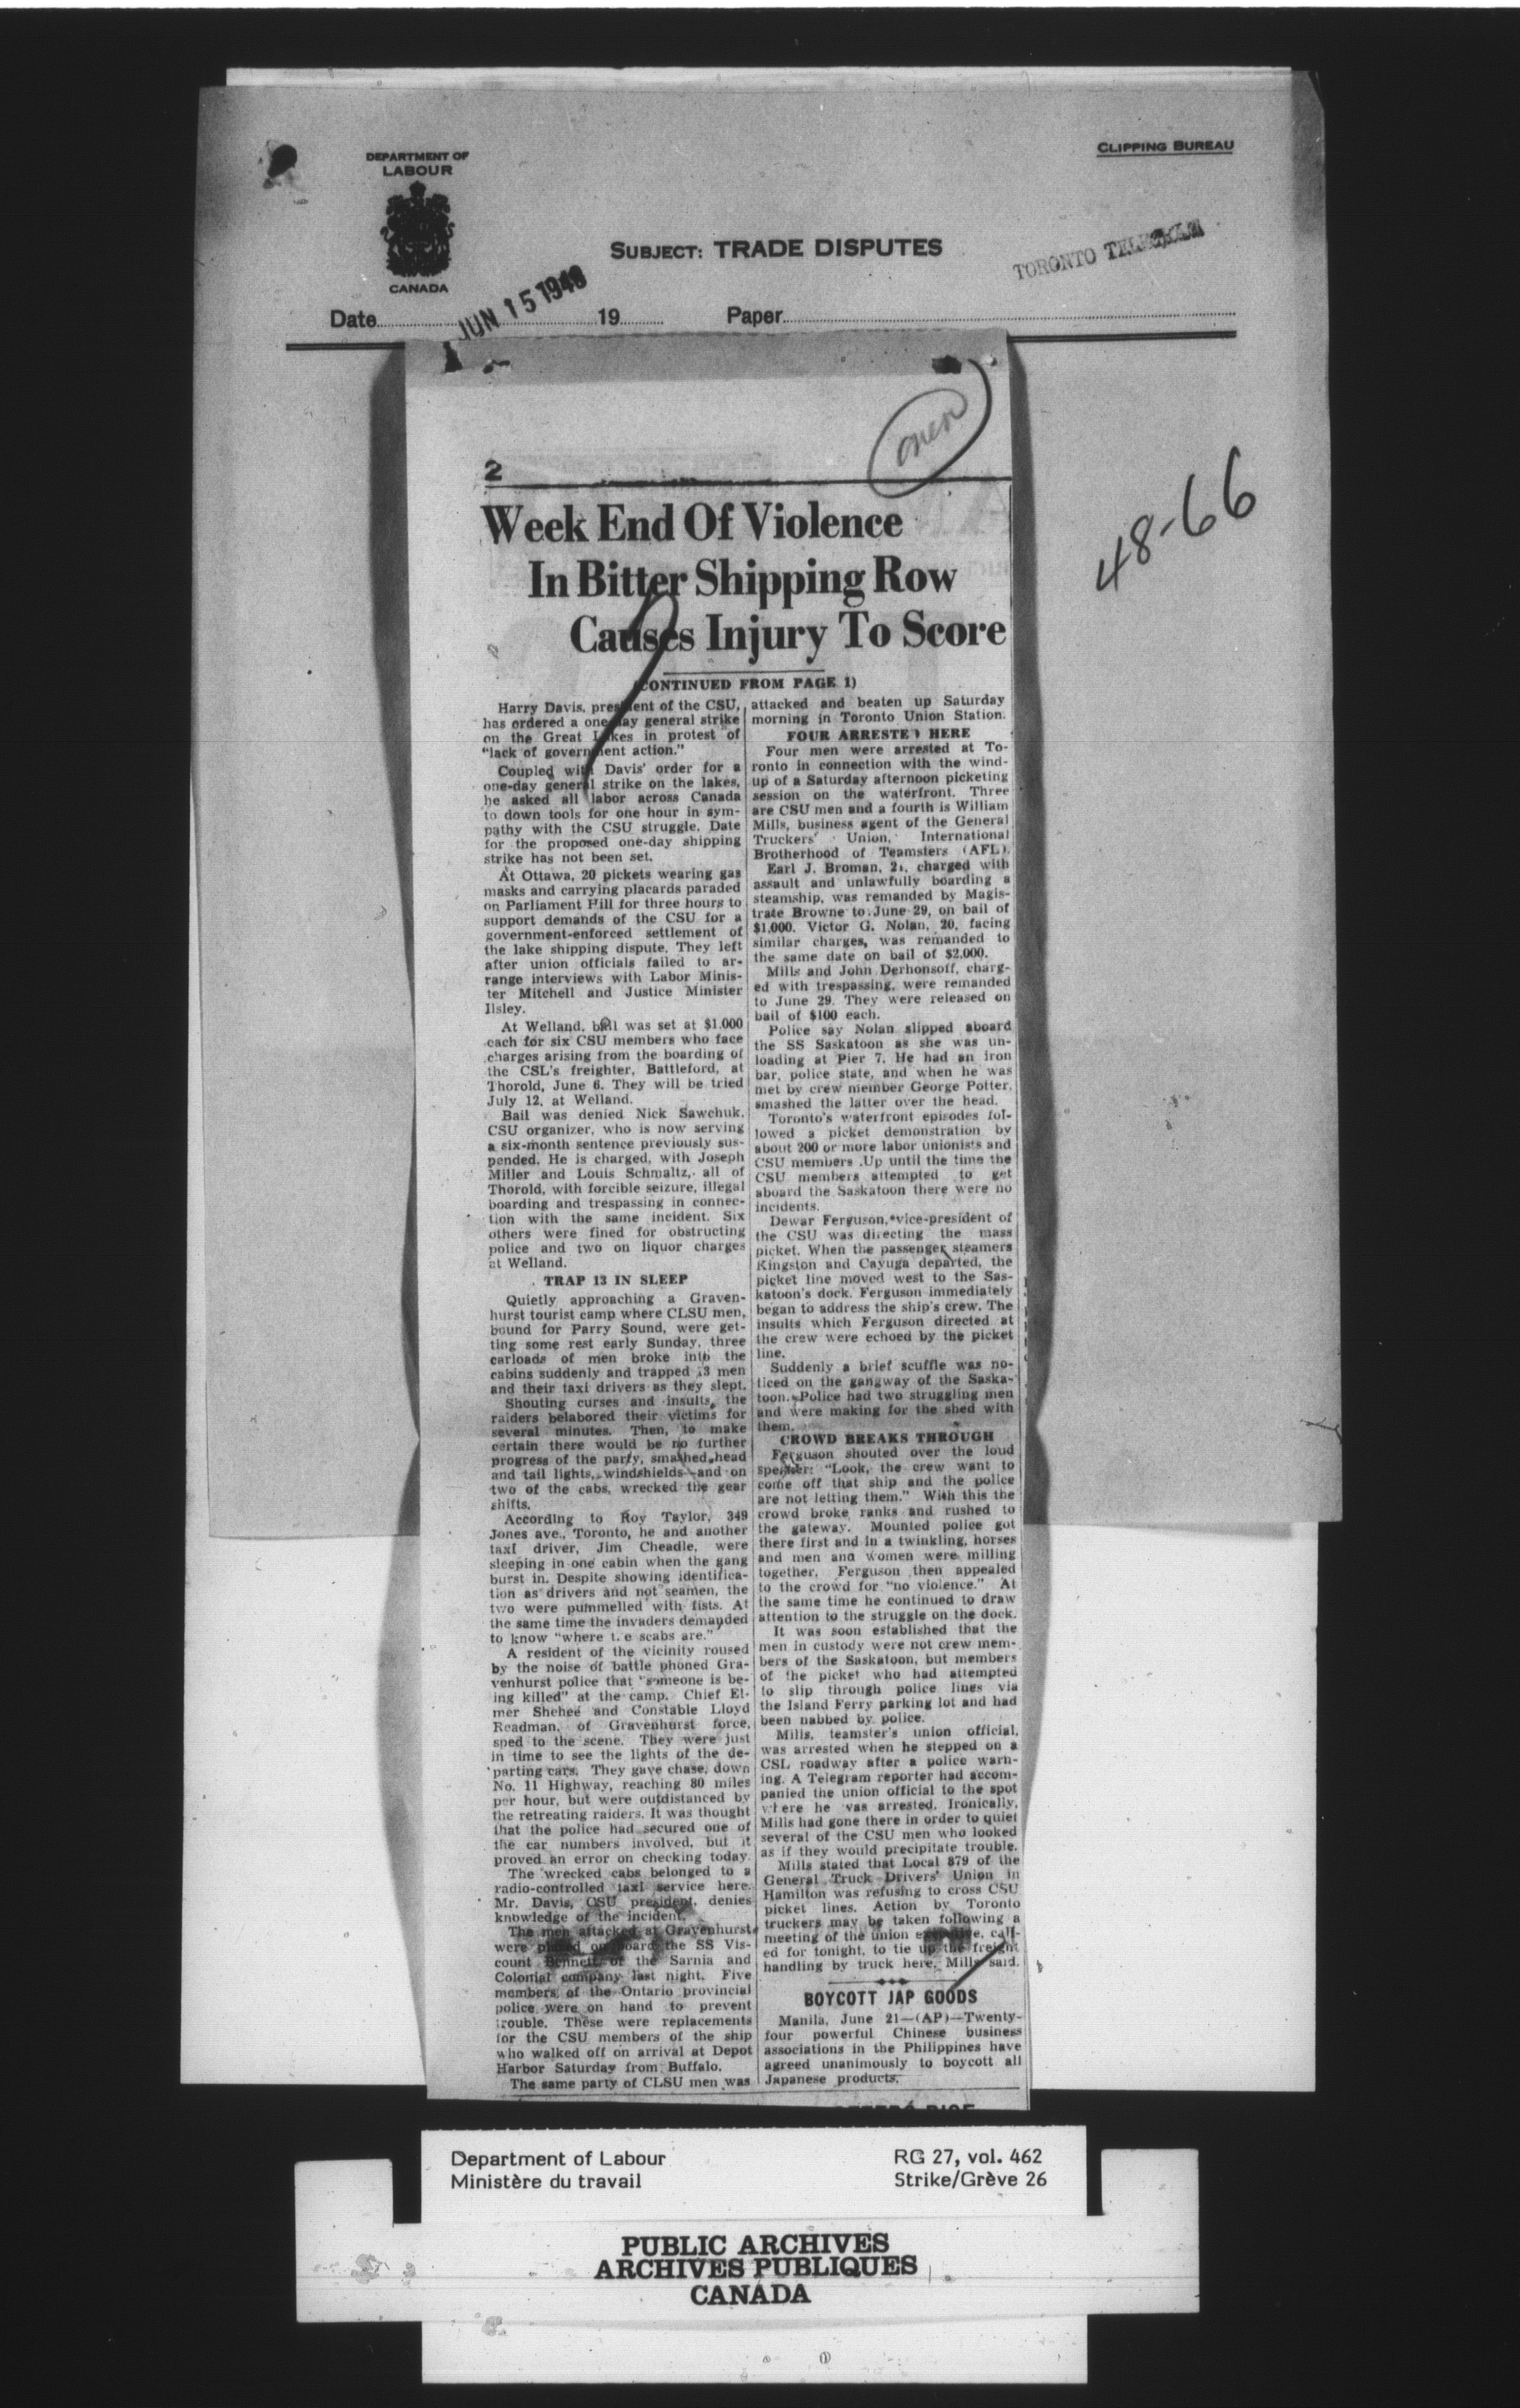 DEPARTMENT OF
LABOUR
CANADA
CLIPPING BUREAU
SUBJECT: TRADE DISPUTES
TORONTO
JUN 15 1948
Date 19 Paper
48-66
2
Week End Of Violence
In Bitter Shipping Row
Causes Injury To Score
(CONTINUED FROM PAGE 1)
Harry Davis, president of the CSU,
has ordered a one-day general strike
on the Great Lakes in protest of
"lack of government action."
Coupled with Davis' order for a
one-day general strike on the lakes,
he asked all labor across Canada
to down tools for one hour in sym-
pathy with the CSU struggle. Date
for the proposed one-day shipping
strike has not been set.
At Ottawa, 20 pickets wearing gas
masks and carrying placards paraded
on Parliament Hill for three hours to
support demands of the CSU for a
government-enforced settlement of
the lake shipping dispute. They left
after union officials failed to ar-
range interviews with Labor Minis-
ter Mitchell and Justice Minister
Ilsley.
At Welland, bail was set at $1.000
each for six CSU members who face
charges arising from the boarding of
the CSL's freighter, Battleford, at
Thorold, June 6. They will be tried
July 12, at Welland.
Bail was denied Nick Sawchuk,
CSU organizer, who is now serving
a six-month sentence previously sus-
pended. He is charged, with Joseph
Miller and Louis Schmaltz, all of
Thorold, with forcible seizure, illegal
boarding and trespassing in connec-
tion with the same incident. Six
others were fined for obstructing
police and two on liquor charges
at Welland.
TRAP 13 IN SLEEP
Quietly approaching a Graven-
hurst tourist camp where CLSU men,
bound for Parry Sound, were get-
ting some rest early Sunday, three
carloads of men broke into the
cabins suddenly and trapped 13 men
and their taxi drivers as they slept.
Shouting curses and insults, the
raiders belabored their victims for
several minutes. Then, to make
certain there would be no further
progress of the party, smashed head
and tail lights, windshields—and on
two of the cabs, wrecked the gear
shifts.
According to Roy Taylor, 349
Jones ave., Toronto, he and another
taxi driver, Jim Cheadle, were
sleeping in one cabin when the gang
burst in. Despite showing identifica-
tion as drivers and not seamen, the
two were pummelled with fists. At
the same time the invaders demanded
to know "where t.e scabs are."
A resident of the vicinity roused
by the noise of battle phoned Gra-
venhurst police that "someone is be-
ing killed" at the camp. Chief El-
mer Shehee and Constable Lloyd
Readman, of Gravenhurst force,
sped to the scene. They were just
in time to see the lights of the de-
parting cars. They gave chase, down
No. 11 Highway, reaching 80 miles
per hour, but were outdistanced by
the retreating raiders. It was thought
that the police had secured one of
the car numbers involved, but it
proved an error on checking today.
The wrecked cabs belonged to a
radio-controlled taxi service here.
Mr. Davis, CSU president, denies
knowledge of the incident.
The men attacked at Gravenhurst
were placed on board the SS Vis-
count Bennett of the Sarnia and
Colonial company last night. Five
members of the Ontario provincial
police were on hand to prevent
trouble. These were replacements
for the CSU members of the ship
who walked off on arrival at Depot
Harbor Saturday from Buffalo.
The same party of CLSU men was
attacked and beaten up Saturday
morning in Toronto Union Station.
FOUR ARRESTED HERE
Four men were arrested at To-
ronto in connection with the wind-
up of a Saturday afternoon picketing
session on the waterfront. Three
are CSU men and a fourth is William
Mills, business agent of the General
Truckers' Union, International
Brotherhood of Teamsters (AFL).
Earl J. Broman, charged with
assault and unlawfully boarding a
steamship, was remanded by Magis-
trate Browne to June 29, on bail of
$1,000. Victor G. Nolan, 20, facing
similar charges, was remanded to
the same date on bail of $2,000.
Mills and John Derhonsoff, charg-
ed with trespassing, were remanded
to June 29. They were released on
bail of $100 each.
Police say Nolan slipped aboard
the SS Saskatoon as she was un-
loading at Pier 7. He had an iron
bar, police state, and when he was
met by crew member George Potter,
smashed the latter over the head.
Toronto's waterfront episodes fol-
lowed a picket demonstration by
about 200 or more labor unionists and
CSU members .Up until the time the
CSU members attempted to get
aboard the Saskatoon there were no
incidents.
Dewar Ferguson, vice-president of
the CSU was directing the mass
picket. When the passenger steamers
Kingston and Cayuga departed, the
picket line moved west to the Sas-
katoon's dock. Ferguson immediately
began to address the ship's crew. The
insults which Ferguson directed at
the crew were echoed by the picket
line.
Suddenly a brief scuffle was no-
ticed on the gangway of the Saska-
toon. Police had two struggling men
and were making for the shed with
them.
CROWD BREAKS THROUGH
Ferguson shouted over the loud
speaker: "Look, the crew want to
come off that ship and the police
are not letting them." With this the
crowd broke ranks and rushed to
the gateway. Mounted police got
there first and in a twinkling, horses
and men and women were milling
together. Ferguson then appealed
to the crowd for "no violence." At
the same time he continued to draw
attention to the struggle on the dock.
It was soon established that the
men in custody were not crew mem-
bers of the Saskatoon, but members
of the picket who had attempted
to slip through police lines via
the Island Ferry parking lot and had
been nabbed by police.
Mills, teamster's union official,
was arrested when he stepped on a
CSL roadway after a police warn-
ing. A Telegram reporter had accom-
panied the union official to the spot
where he was arrested. Ironically,
Mills had gone there in order to quiet
several of the CSU men who looked
as if they would precipitate trouble.
Mills stated that Local 879 of the
General Truck Drivers' Union in
Hamilton was refusing to cross CSU
picket lines. Action by Toronto
truckers may be taken following a
meeting of the union executive, call-
ed for tonight, to tie up the freight
handling by truck here, Mills said.
BOYCOTT JAP GOODS
Manila, June 21—(AP)—Twenty-
four powerful Chinese business
associations in the Philippines have
agreed unanimously to boycott all
Japanese products.
Department of Labour
Ministère du travail
RG 27, vol. 462
Strike/Grève 26
PUBLIC ARCHIVES
ARCHIVES PUBLIQUES
CANADA